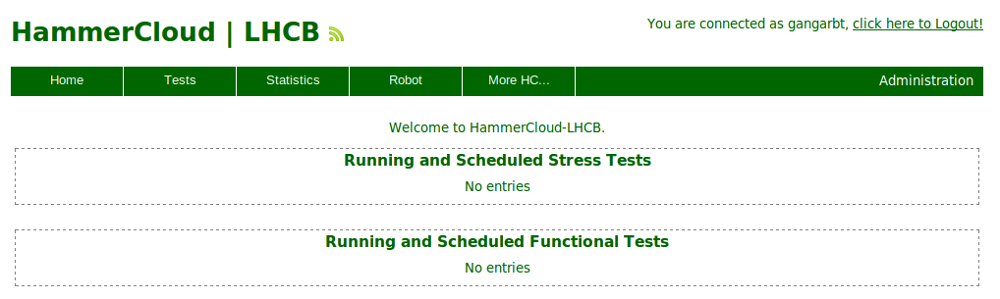 HammerCloud | LHCB
You are connected as gangarbt, click here to Logout!
Home Tests Statistics Robot More HC... Administration
Welcome to HammerCloud-LHCB.
Running and Scheduled Stress Tests
No entries
Running and Scheduled Functional Tests
No entries